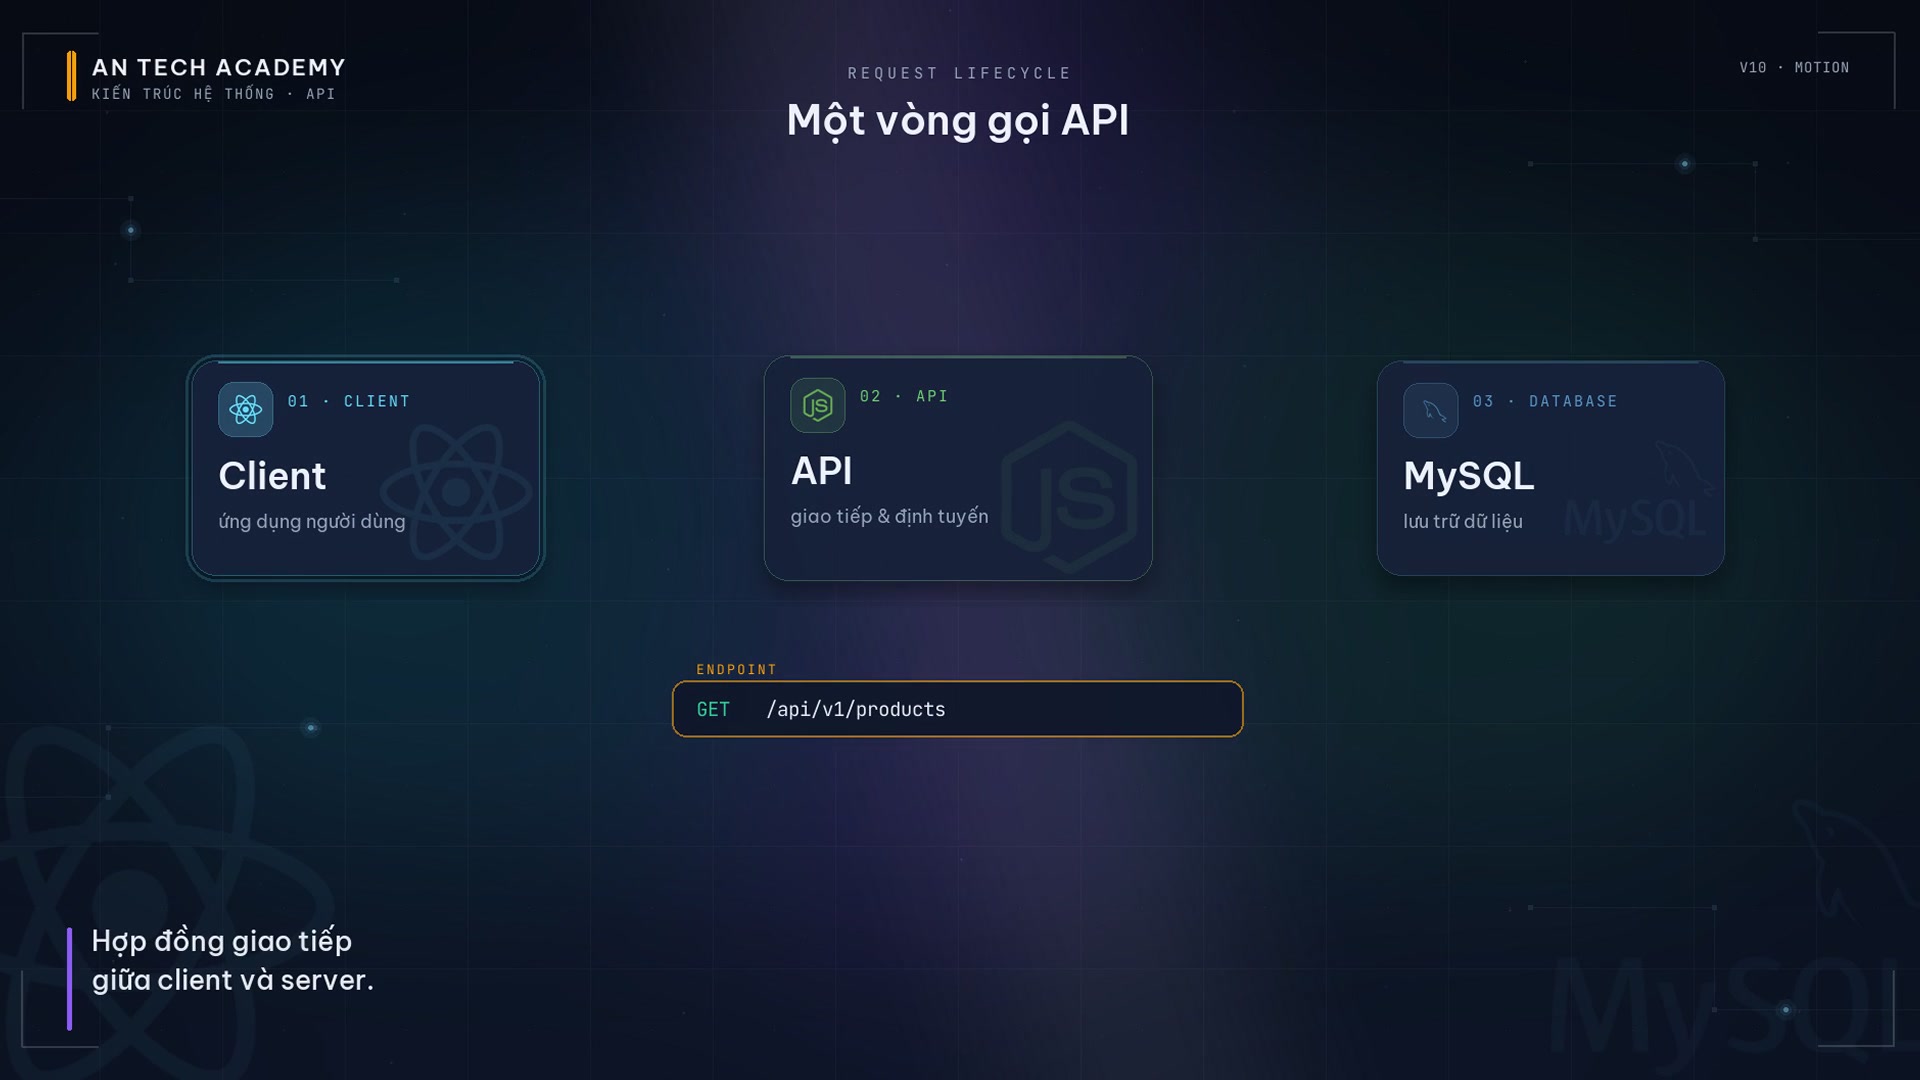 AN TECH ACADEMY
KIẾN TRÚC HỆ THỐNG · API
REQUEST LIFECYCLE
Một vòng gọi API
V10 · MOTION
01 · CLIENT
Client
ứng dụng người dùng
JS
02 · API
API
giao tiếp & định tuyến
JS
03 · DATABASE
MySQL
lưu trữ dữ liệu
MySQL
ENDPOINT
GET /api/v1/products
Hợp đồng giao tiếp
giữa client và server.
MySQL